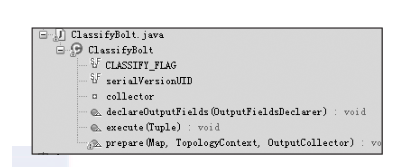 ClassifyBolt.java
ClassifyBolt
CLASSIFY_FLAG
serialVersionUID
collector
declareOutputFields(OutputFieldsDeclarer) : void
execute(Tuple) : void
prepare(Map, TopologyContext, OutputCollector) : vo